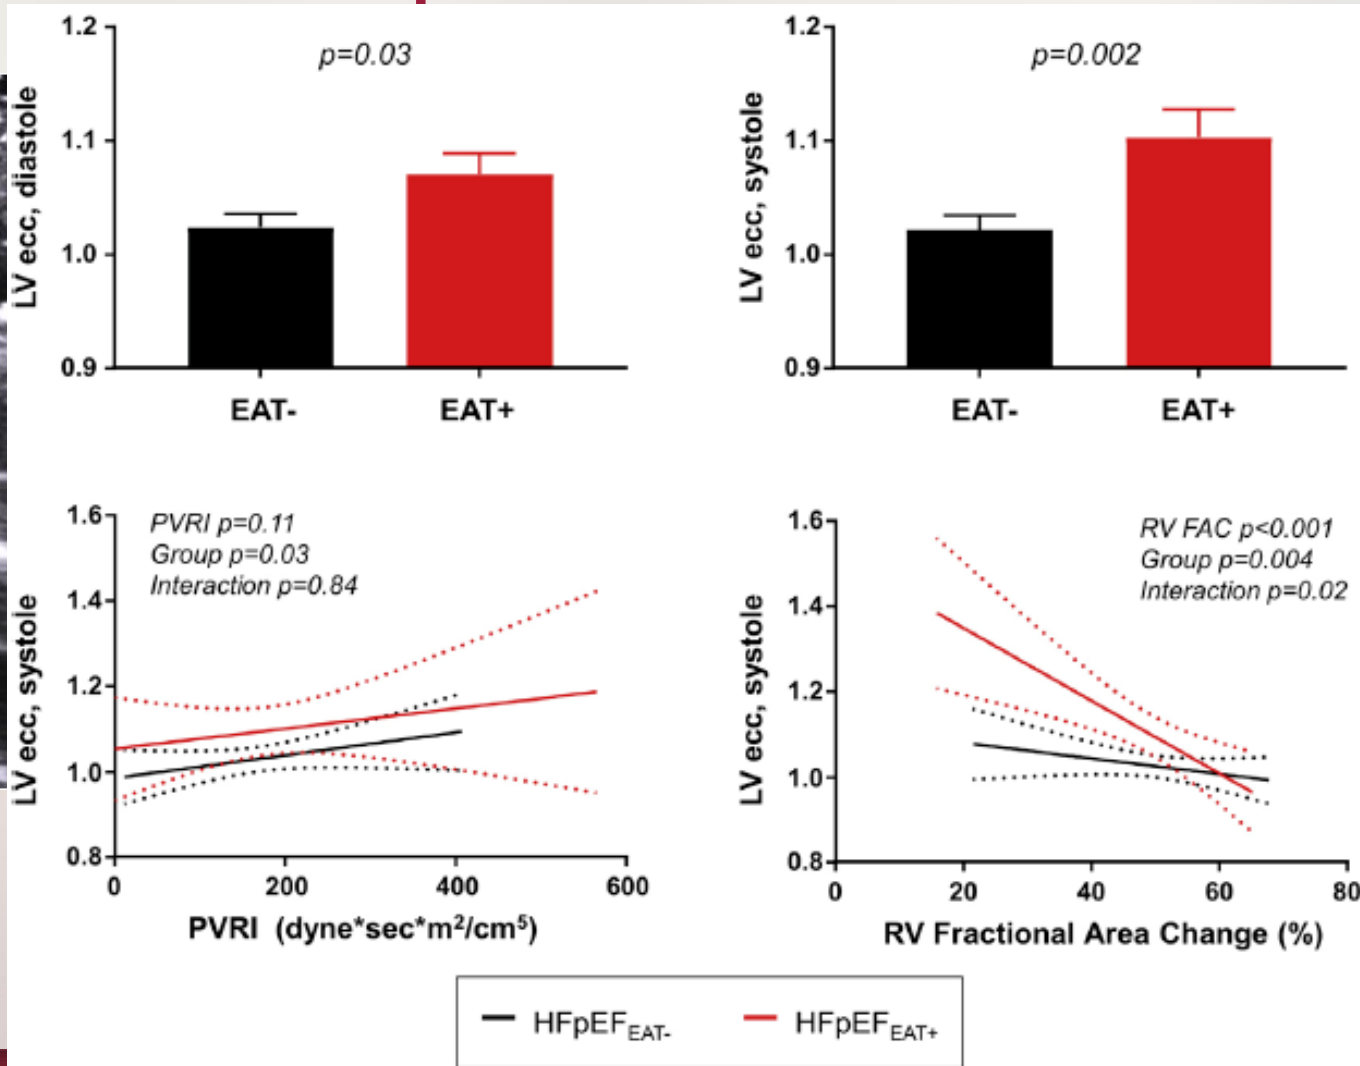 1.2
p=0.03
1.1
1.0
0.9
LV ecc, diastole
EAT-
EAT+
1.2
p=0.002
1.1
1.0
0.9
LV ecc, systole
EAT-
EAT+
1.6
1.4
1.2
1.0
0.8
LV ecc, systole
PVRI p=0.11
Group p=0.03
Interaction p=0.84
0
200
400
600
PVRI (dyne*sec*m²/cm⁵)
1.6
1.4
1.2
1.0
0.8
LV ecc, systole
RV FAC p<0.001
Group p=0.004
Interaction p=0.02
0
20
40
60
80
RV Fractional Area Change (%)
HFpEF EAT-
HFpEF EAT+